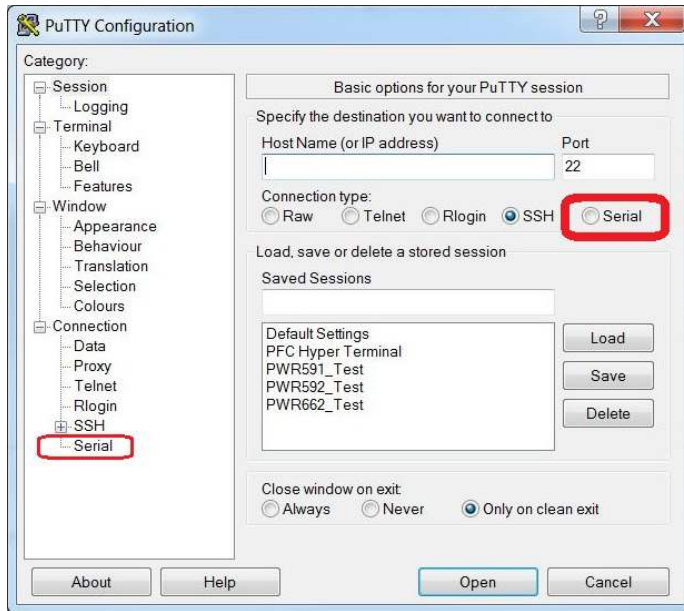 PuTTY Configuration
Category:
Session
Logging
Terminal
Keyboard
Bell
Features
Window
Appearance
Behaviour
Translation
Selection
Colours
Connection
Data
Proxy
Telnet
Rlogin
SSH
Serial
Basic options for your PuTTY session
Specify the destination you want to connect to
Host Name (or IP address) Port
22
Connection type:
Raw Telnet Rlogin SSH Serial
Load, save or delete a stored session
Saved Sessions
Default Settings
PFC Hyper Terminal
PWR591_Test
PWR592_Test
PWR662_Test
Load
Save
Delete
Close window on exit:
Always Never Only on clean exit
About Help Open Cancel